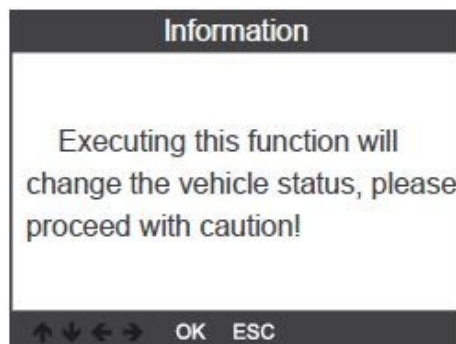 Information
Executing this function will
change the vehicle status, please
proceed with caution!
OK ESC